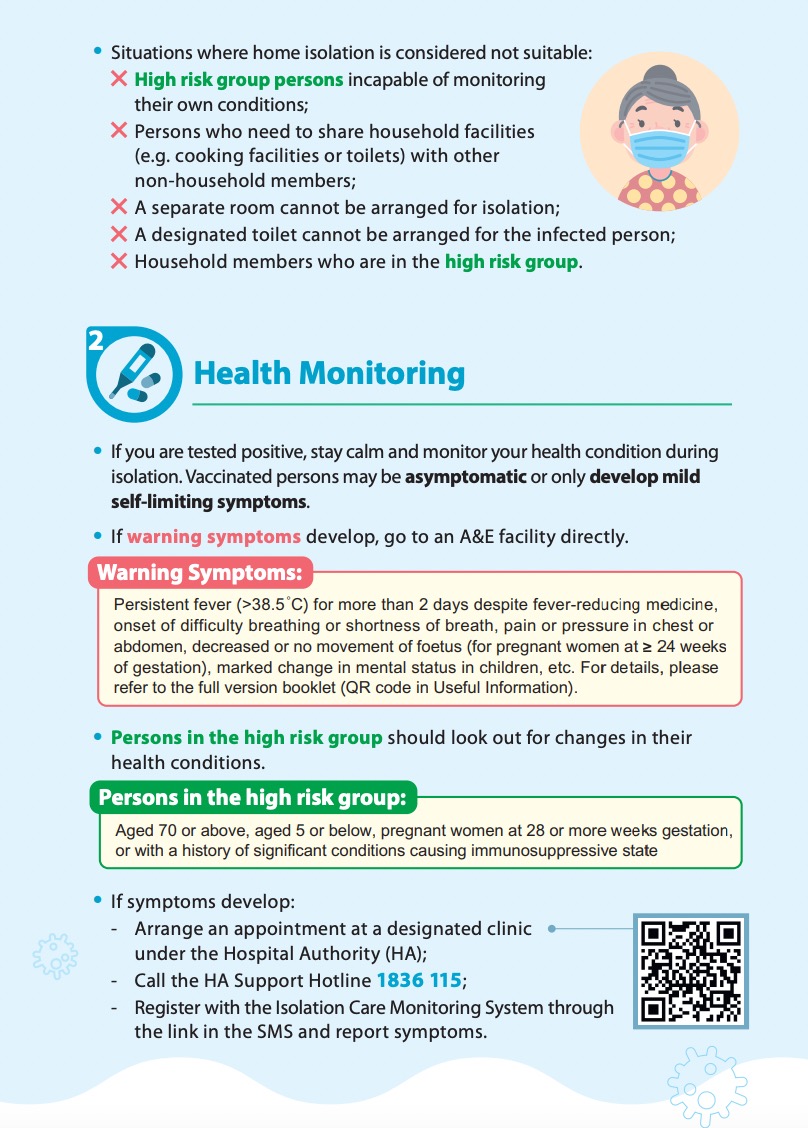 • Situations where home isolation is considered not suitable:
✕ High risk group persons incapable of monitoring
their own conditions;
✕ Persons who need to share household facilities
(e.g. cooking facilities or toilets) with other
non-household members;
✕ A separate room cannot be arranged for isolation;
✕ A designated toilet cannot be arranged for the infected person;
✕ Household members who are in the high risk group.
2
Health Monitoring
• If you are tested positive, stay calm and monitor your health condition during
isolation. Vaccinated persons may be asymptomatic or only develop mild
self-limiting symptoms.
• If warning symptoms develop, go to an A&E facility directly.
Warning Symptoms:
Persistent fever (>38.5˚C) for more than 2 days despite fever-reducing medicine,
onset of difficulty breathing or shortness of breath, pain or pressure in chest or
abdomen, decreased or no movement of foetus (for pregnant women at ≥ 24 weeks
of gestation), marked change in mental status in children, etc. For details, please
refer to the full version booklet (QR code in Useful Information).
• Persons in the high risk group should look out for changes in their
health conditions.
Persons in the high risk group:
Aged 70 or above, aged 5 or below, pregnant women at 28 or more weeks gestation,
or with a history of significant conditions causing immunosuppressive state
• If symptoms develop:
- Arrange an appointment at a designated clinic
under the Hospital Authority (HA);
- Call the HA Support Hotline 1836 115;
- Register with the Isolation Care Monitoring System through
the link in the SMS and report symptoms.